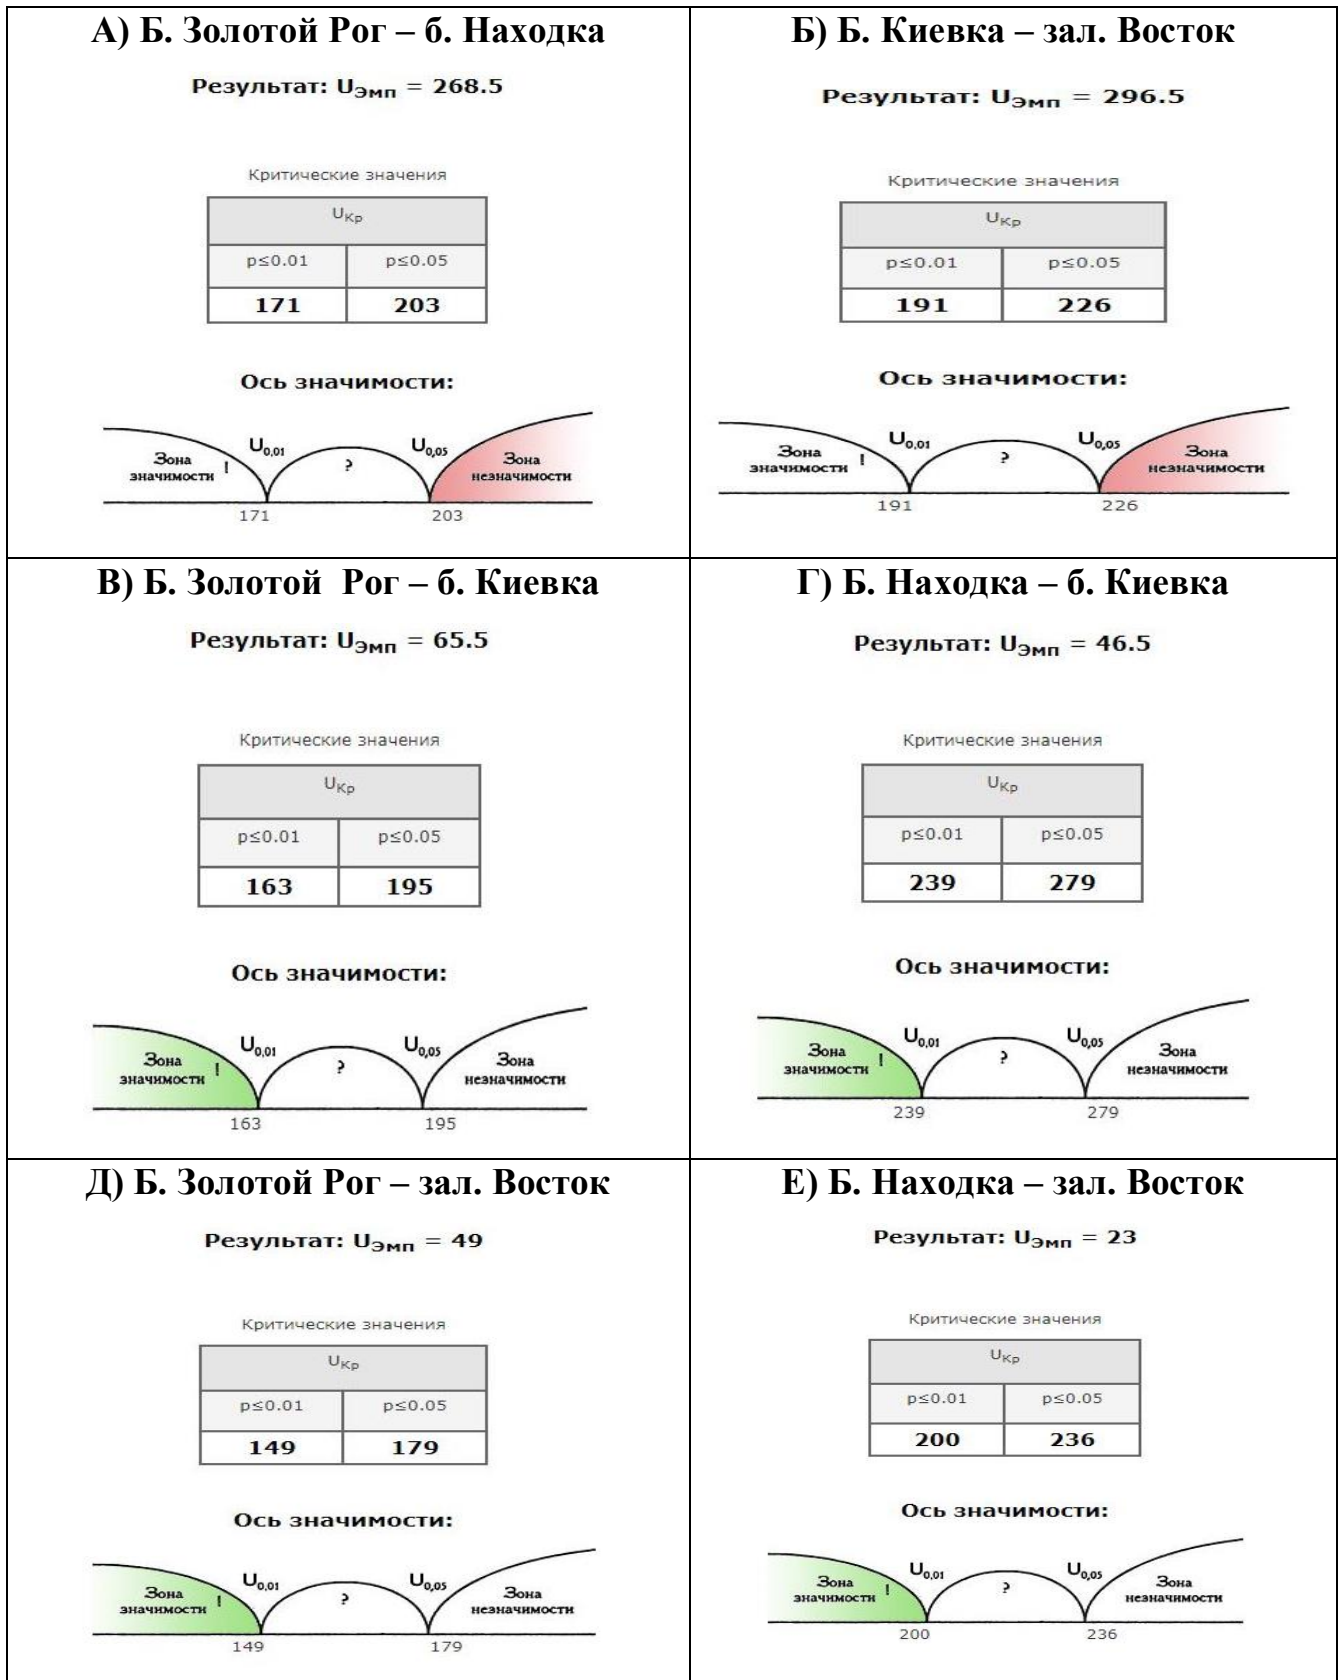 А) Б. Золотой Рог – б. Находка
Результат: UЭмп = 268.5
Критические значения
UКр
p≤0.01 p≤0.05
171 203
Ось значимости:
Зона значимости ! U0,01 ? U0,05 Зона незначимости
171 203
Б) Б. Киевка – зал. Восток
Результат: UЭмп = 296.5
Критические значения
UКр
p≤0.01 p≤0.05
191 226
Ось значимости:
Зона значимости ! U0,01 ? U0,05 Зона незначимости
191 226
В) Б. Золотой Рог – б. Киевка
Результат: UЭмп = 65.5
Критические значения
UКр
p≤0.01 p≤0.05
163 195
Ось значимости:
Зона значимости ! U0,01 ? U0,05 Зона незначимости
163 195
Г) Б. Находка – б. Киевка
Результат: UЭмп = 46.5
Критические значения
UКр
p≤0.01 p≤0.05
239 279
Ось значимости:
Зона значимости ! U0,01 ? U0,05 Зона незначимости
239 279
Д) Б. Золотой Рог – зал. Восток
Результат: UЭмп = 49
Критические значения
UКр
p≤0.01 p≤0.05
149 179
Ось значимости:
Зона значимости ! U0,01 ? U0,05 Зона незначимости
149 179
Е) Б. Находка – зал. Восток
Результат: UЭмп = 23
Критические значения
UКр
p≤0.01 p≤0.05
200 236
Ось значимости:
Зона значимости ! U0,01 ? U0,05 Зона незначимости
200 236